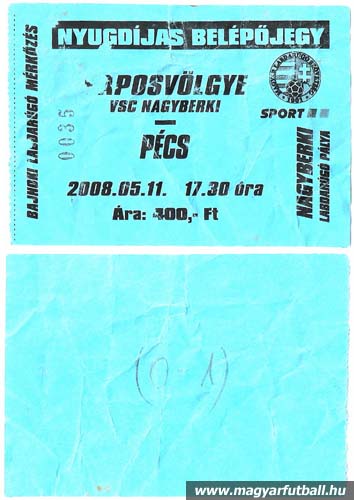 NYUGDÍJAS BELÉPŐJEGY
BAJNOKI LABDARÚGÓ MÉRKŐZÉS
0035
APOSVÖLGYE
VSC NAGYBERKI
–
PÉCS
2008.05.11. 17.30 óra
Ára: 400,- Ft
SPORT
NAGYBERKI
LABDARÚGÓ PÁLYA
(0-1)
www.magyarfutball.hu